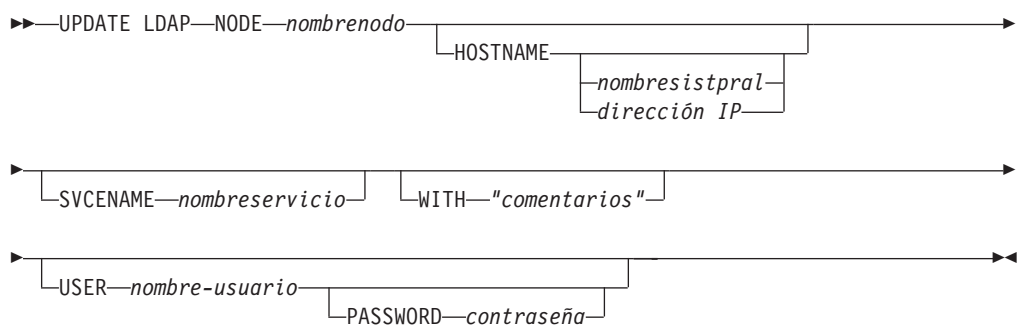 UPDATE LDAP NODE nombrenodo
HOSTNAME
nombresistpral
dirección IP
SVCENAME nombreservicio WITH "comentarios"
USER nombre-usuario
PASSWORD contraseña